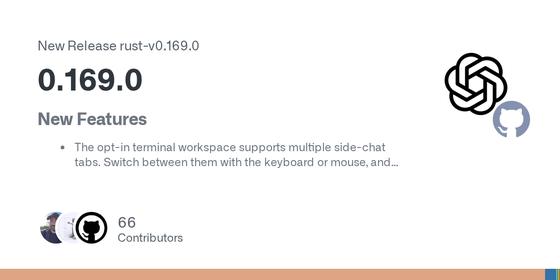 New Release rust-v0.169.0
0.169.0
New Features
• The opt-in terminal workspace supports multiple side-chat
tabs. Switch between them with the keyboard or mouse, and...
66
Contributors